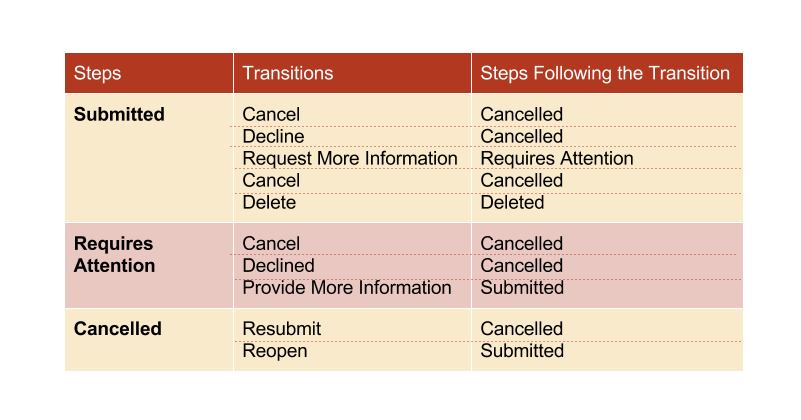 Steps Transitions Steps Following the Transition
Submitted Cancel Cancelled
Decline Cancelled
Request More Information Requires Attention
Cancel Cancelled
Delete Deleted
Requires Cancel Cancelled
Attention Declined Cancelled
Provide More Information Submitted
Cancelled Resubmit Cancelled
Reopen Submitted